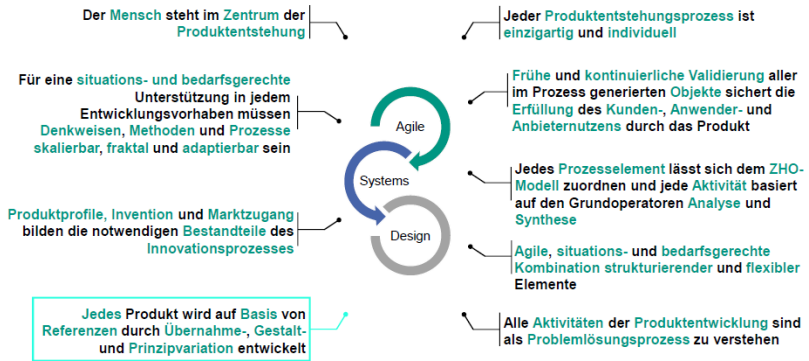 Der Mensch steht im Zentrum der
Produktentstehung
Für eine situations- und bedarfsgerechte
Unterstützung in jedem
Entwicklungsvorhaben müssen
Denkweisen, Methoden und Prozesse
skalierbar, fraktal und adaptierbar sein
Produktprofile, Invention und Marktzugang
bilden die notwendigen Bestandteile des
Innovationsprozesses
Jedes Produkt wird auf Basis von
Referenzen durch Übernahme-, Gestalt-
und Prinzipvariation entwickelt
Agile
Systems
Design
Jeder Produktentstehungsprozess ist
einzigartig und individuell
Frühe und kontinuierliche Validierung aller
im Prozess generierten Objekte sichert die
Erfüllung des Kunden-, Anwender- und
Anbieternutzens durch das Produkt
Jedes Prozesselement lässt sich dem ZHO-
Modell zuordnen und jede Aktivität basiert
auf den Grundoperatoren Analyse und
Synthese
Agile, situations- und bedarfsgerechte
Kombination strukturierender und flexibler
Elemente
Alle Aktivitäten der Produktentwicklung sind
als Problemlösungsprozess zu verstehen